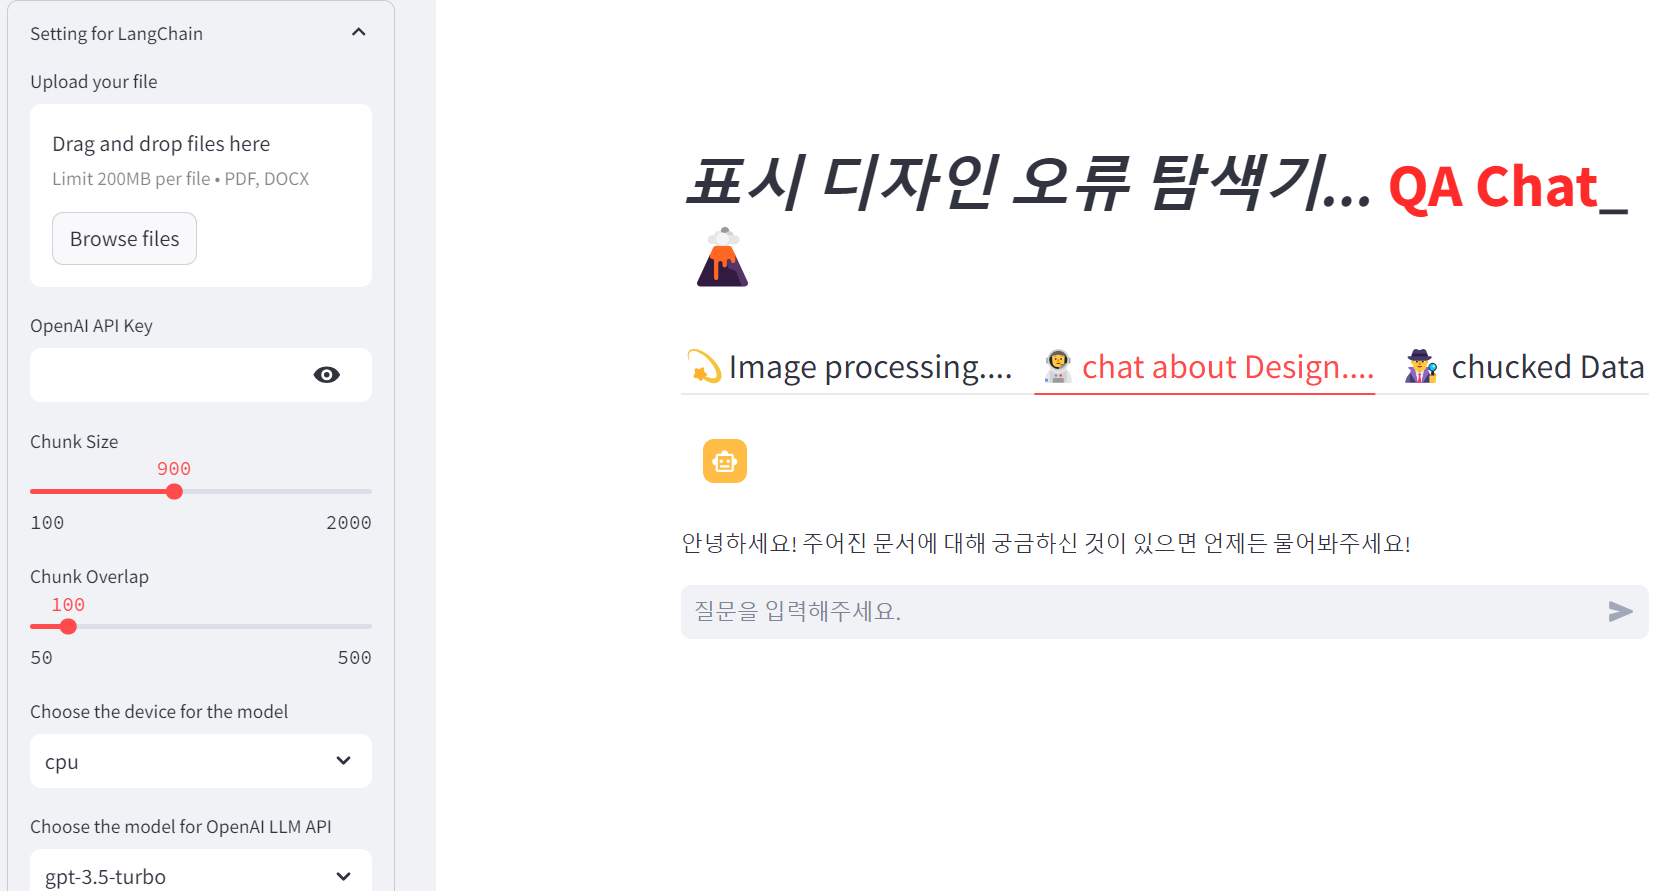 Setting for LangChain
Upload your file
Drag and drop files here
Limit 200MB per file • PDF, DOCX
Browse files
OpenAI API Key
Chunk Size
900
100 2000
Chunk Overlap
100
50 500
Choose the device for the model
cpu
Choose the model for OpenAI LLM API
gpt-3.5-turbo
표시 디자인 오류 탐색기... QA Chat_
Image processing.... chat about Design.... chucked Data
안녕하세요! 주어진 문서에 대해 궁금하신 것이 있으면 언제든 물어봐주세요!
질문을 입력해주세요.